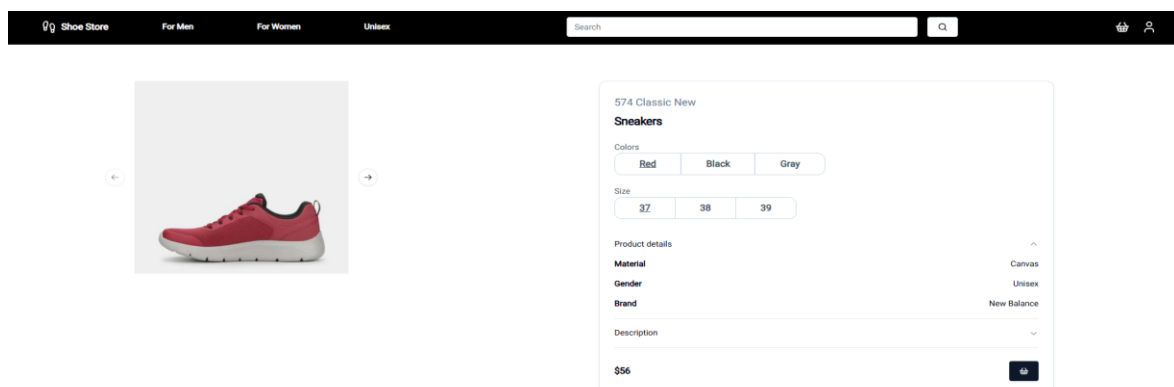 Shoe Store For Men For Women Unisex Search
574 Classic New
Sneakers
Colors
Red Black Gray
Size
37 38 39
Product details
Material Canvas
Gender Unisex
Brand New Balance
Description
$56